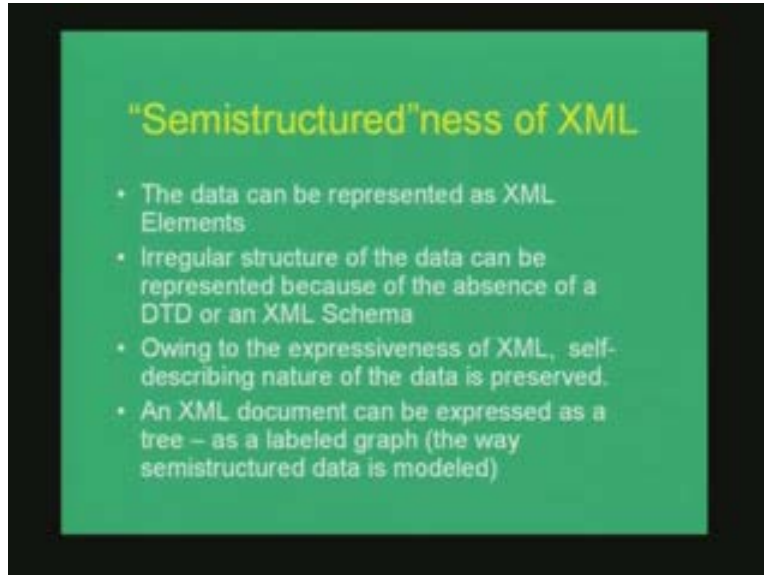 “Semistructured”ness of XML
• The data can be represented as XML
Elements
• Irregular structure of the data can be
represented because of the absence of a
DTD or an XML Schema
• Owing to the expressiveness of XML,  self-
describing nature of the data is preserved.
• An XML document can be expressed as a
tree – as a labeled graph (the way
semistructured data is modeled)